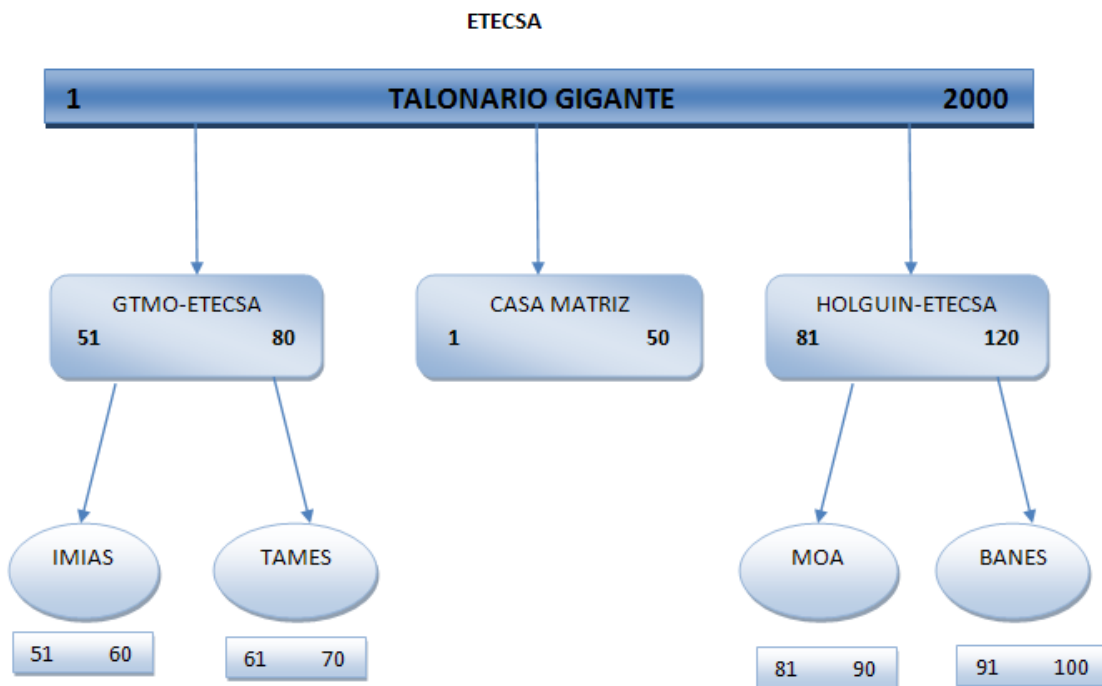 ETECSA
1 TALONARIO GIGANTE 2000
GTMO-ETECSA
51 80
CASA MATRIZ
1 50
HOLGUIN-ETECSA
81 120
IMIAS
51 60
TAMES
61 70
MOA
81 90
BANES
91 100